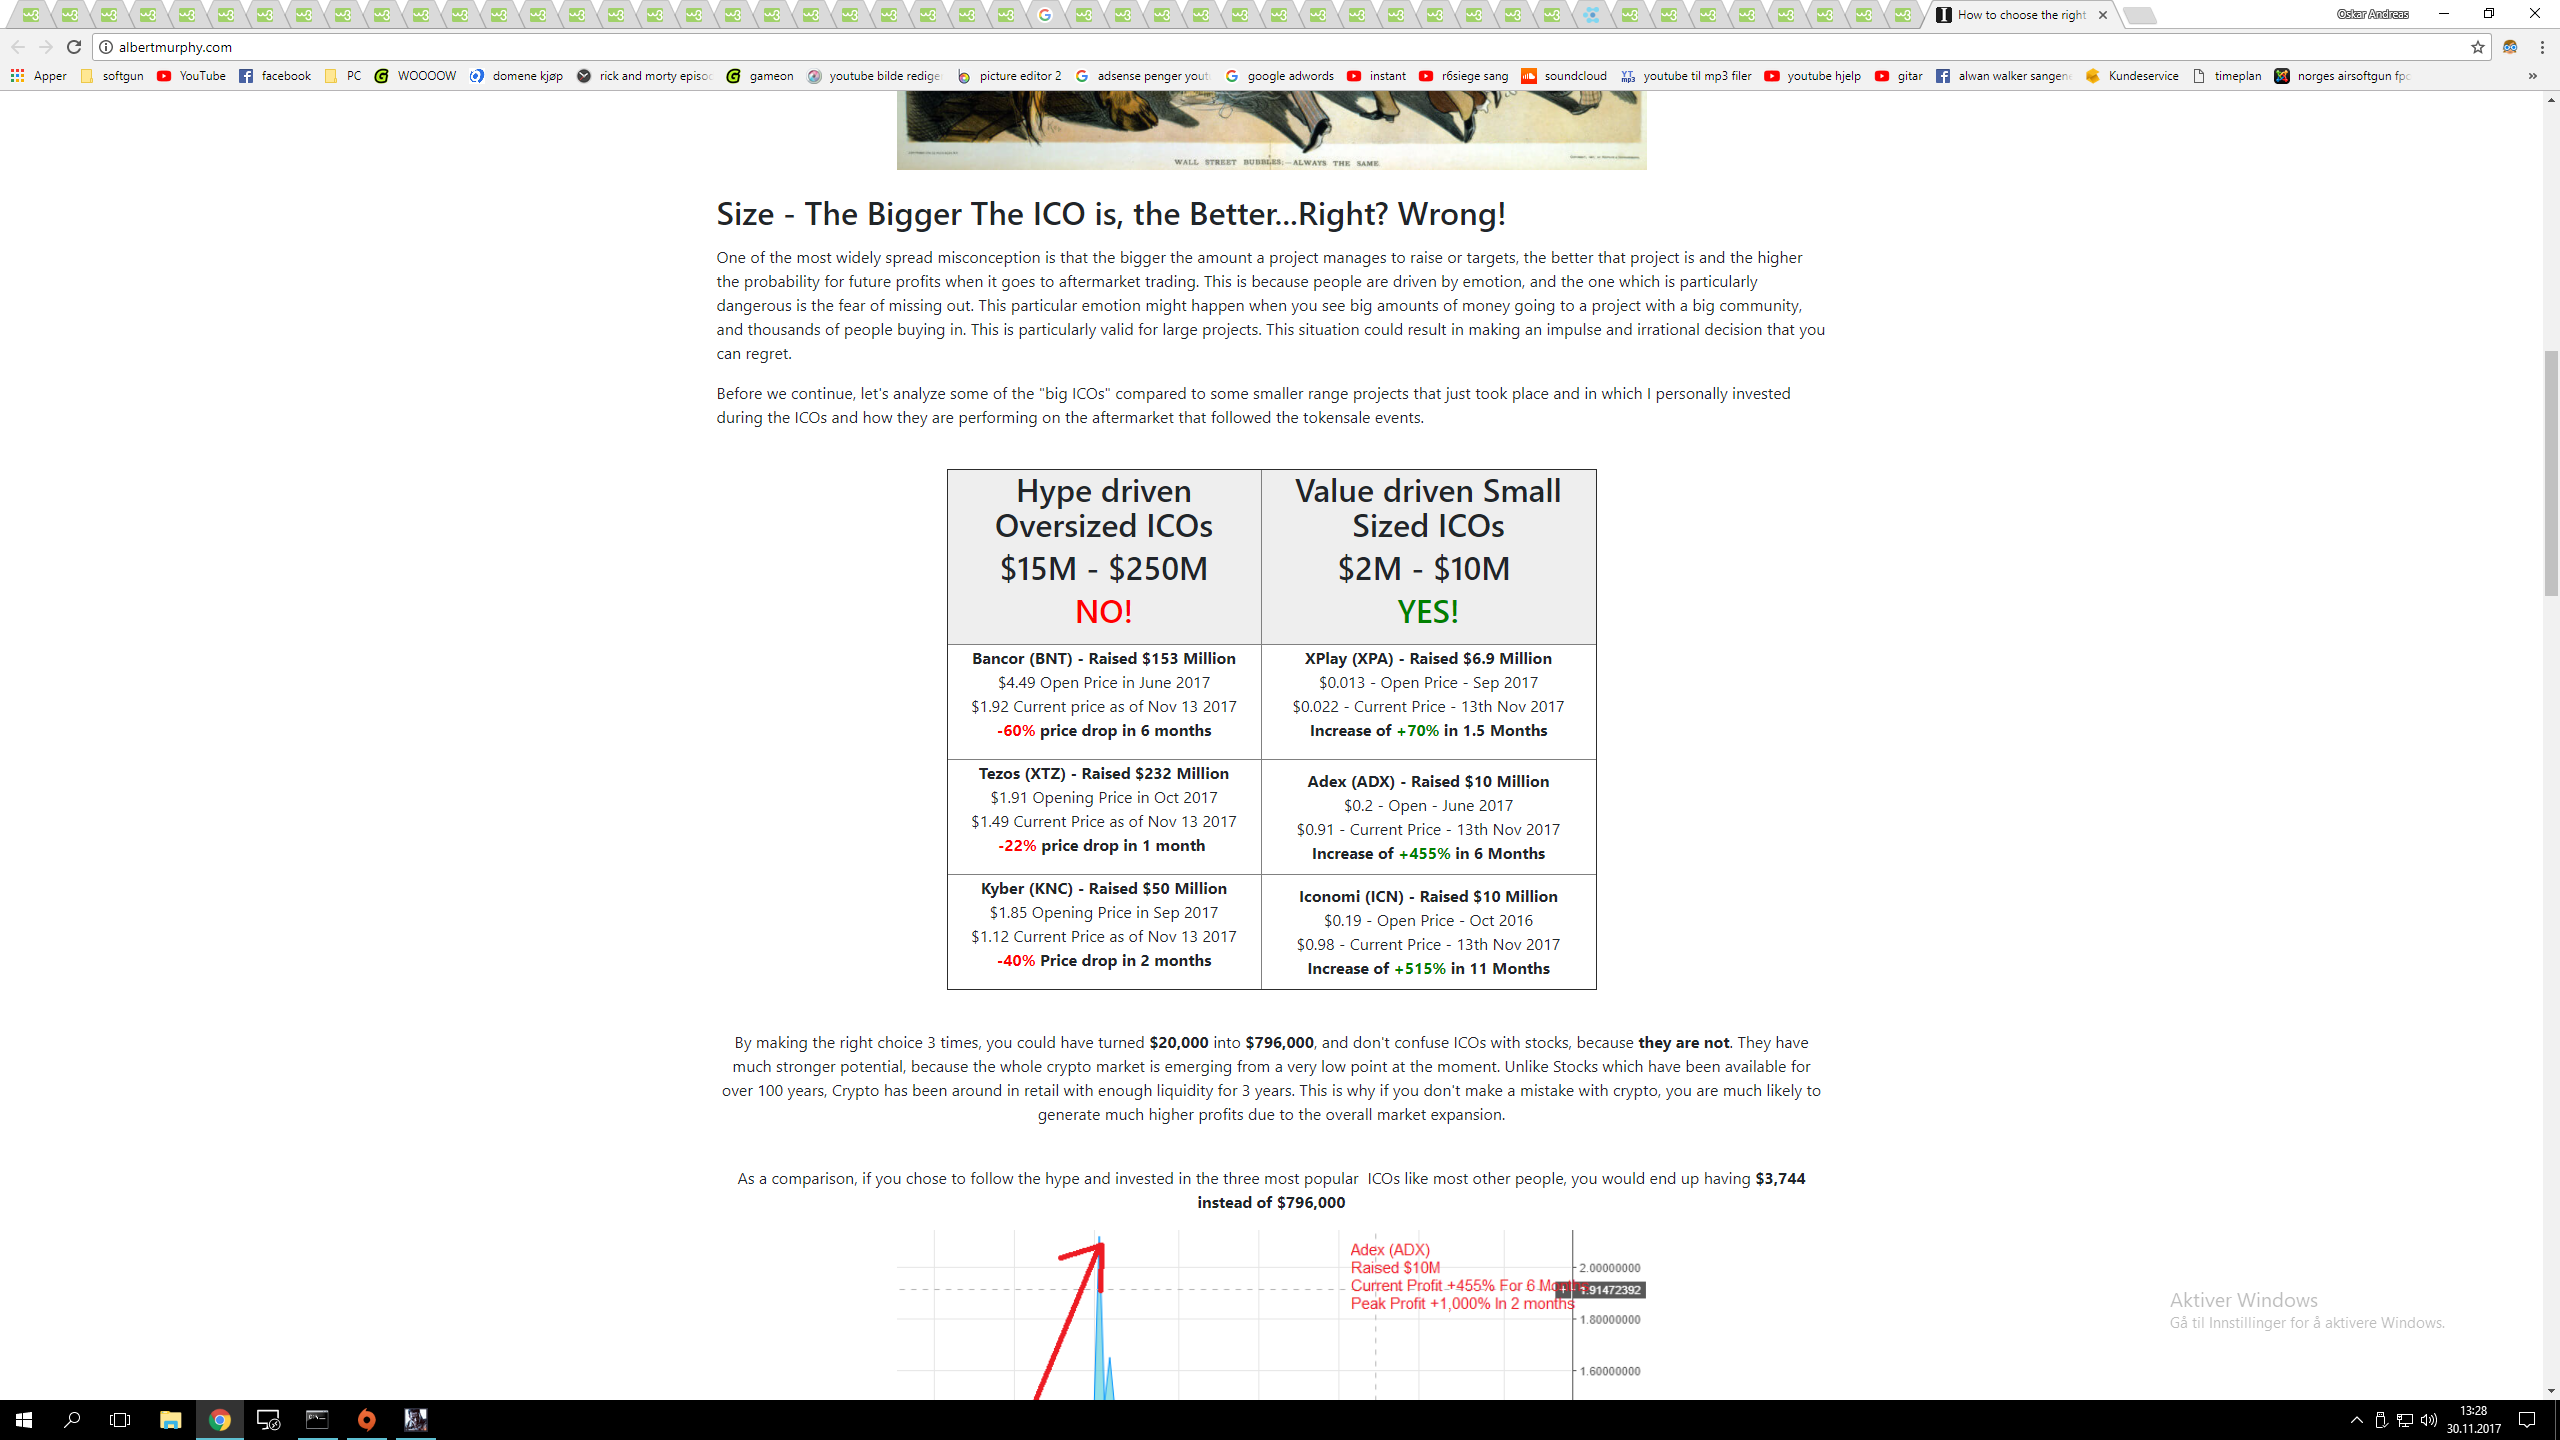 How to choose the right
Oskar Andreas
albertmurphy.com
Apper softgun YouTube facebook PC WOOOOW domene kjøp rick and morty episo gameon youtube bilde redige picture editor 2 adsense penger yout google adwords instant r6siege sang soundcloud youtube til mp3 filer youtube hjelp gitar alwan walker sangen Kundeservice timeplan norges airsoftgun fp
WALL STREET BUBBLES;—ALWAYS THE SAME
Size - The Bigger The ICO is, the Better...Right? Wrong!
One of the most widely spread misconception is that the bigger the amount a project manages to raise or targets, the better that project is and the higher
the probability for future profits when it goes to aftermarket trading. This is because people are driven by emotion, and the one which is particularly
dangerous is the fear of missing out. This particular emotion might happen when you see big amounts of money going to a project with a big community,
and thousands of people buying in. This is particularly valid for large projects. This situation could result in making an impulse and irrational decision that you
can regret.
Before we continue, let's analyze some of the "big ICOs" compared to some smaller range projects that just took place and in which I personally invested
during the ICOs and how they are performing on the aftermarket that followed the tokensale events.
Hype driven
Oversized ICOs
$15M - $250M
NO!
Value driven Small
Sized ICOs
$2M - $10M
YES!
Bancor (BNT) - Raised $153 Million
$4.49 Open Price in June 2017
$1.92 Current price as of Nov 13 2017
-60% price drop in 6 months
XPlay (XPA) - Raised $6.9 Million
$0.013 - Open Price - Sep 2017
$0.022 - Current Price - 13th Nov 2017
Increase of +70% in 1.5 Months
Tezos (XTZ) - Raised $232 Million
$1.91 Opening Price in Oct 2017
$1.49 Current Price as of Nov 13 2017
-22% price drop in 1 month
Adex (ADX) - Raised $10 Million
$0.2 - Open - June 2017
$0.91 - Current Price - 13th Nov 2017
Increase of +455% in 6 Months
Kyber (KNC) - Raised $50 Million
$1.85 Opening Price in Sep 2017
$1.12 Current Price as of Nov 13 2017
-40% Price drop in 2 months
Iconomi (ICN) - Raised $10 Million
$0.19 - Open Price - Oct 2016
$0.98 - Current Price - 13th Nov 2017
Increase of +515% in 11 Months
By making the right choice 3 times, you could have turned $20,000 into $796,000, and don't confuse ICOs with stocks, because they are not. They have
much stronger potential, because the whole crypto market is emerging from a very low point at the moment. Unlike Stocks which have been available for
over 100 years, Crypto has been around in retail with enough liquidity for 3 years. This is why if you don't make a mistake with crypto, you are much likely to
generate much higher profits due to the overall market expansion.
As a comparison, if you chose to follow the hype and invested in the three most popular ICOs like most other people, you would end up having $3,744
instead of $796,000
Adex (ADX)
Raised $10M
Current Profit +455% For 6 Months
Peak Profit +1,000% In 2 months
2.00000000
1.91472392
1.80000000
1.60000000
Aktiver Windows
Gå til Innstillinger for å aktivere Windows.
13:28
30.11.2017